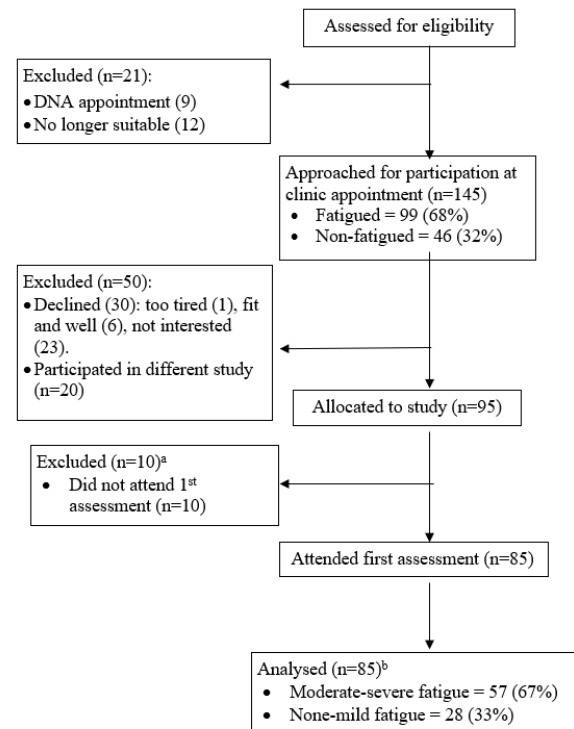 Assessed for eligibility
Excluded (n=21):
• DNA appointment (9)
• No longer suitable (12)
Approached for participation at
clinic appointment (n=145)
• Fatigued = 99 (68%)
• Non-fatigued = 46 (32%)
Excluded (n=50):
• Declined (30): too tired (1), fit
and well (6), not interested
(23).
• Participated in different study
(n=20)
Allocated to study (n=95)
Excluded (n=10)ᵃ
• Did not attend 1ˢᵗ
assessment (n=10)
Attended first assessment (n=85)
Analysed (n=85)ᵇ
• Moderate-severe fatigue = 57 (67%)
• None-mild fatigue = 28 (33%)